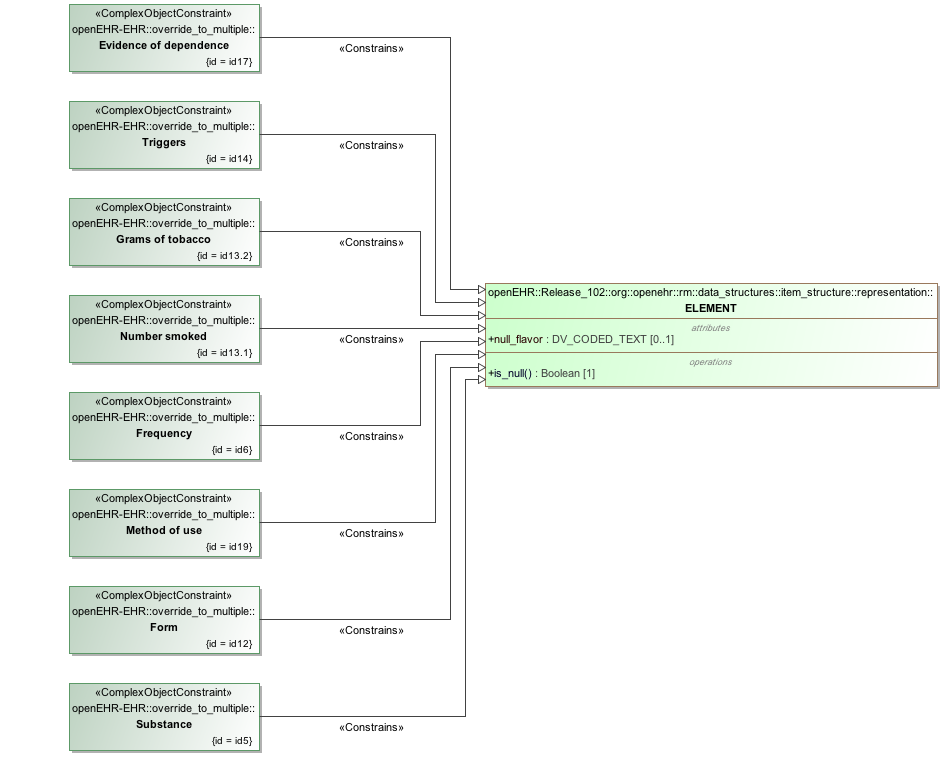 «ComplexObjectConstraint»
openEHR-EHR::override_to_multiple::
Evidence of dependence
{id = id17}
«Constrains»
«ComplexObjectConstraint»
openEHR-EHR::override_to_multiple::
Triggers
{id = id14}
«Constrains»
«ComplexObjectConstraint»
openEHR-EHR::override_to_multiple::
Grams of tobacco
{id = id13.2}
«Constrains»
«ComplexObjectConstraint»
openEHR-EHR::override_to_multiple::
Number smoked
{id = id13.1}
«Constrains»
«ComplexObjectConstraint»
openEHR-EHR::override_to_multiple::
Frequency
{id = id6}
«Constrains»
«ComplexObjectConstraint»
openEHR-EHR::override_to_multiple::
Method of use
{id = id19}
«Constrains»
«ComplexObjectConstraint»
openEHR-EHR::override_to_multiple::
Form
{id = id12}
«Constrains»
«ComplexObjectConstraint»
openEHR-EHR::override_to_multiple::
Substance
{id = id5}
«Constrains»
openEHR::Release_102::org::openehr::rm::data_structures::item_structure::representation::
ELEMENT
attributes
+null_flavor : DV_CODED_TEXT [0..1]
operations
+is_null() : Boolean [1]